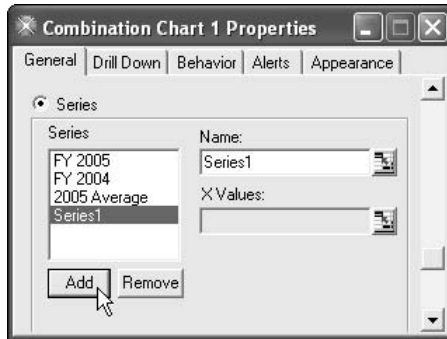 Combination Chart 1 Properties
General Drill Down Behavior Alerts Appearance
Series
Series
FY 2005
FY 2004
2005 Average
Series1
Name:
Series1
X Values:
Add Remove